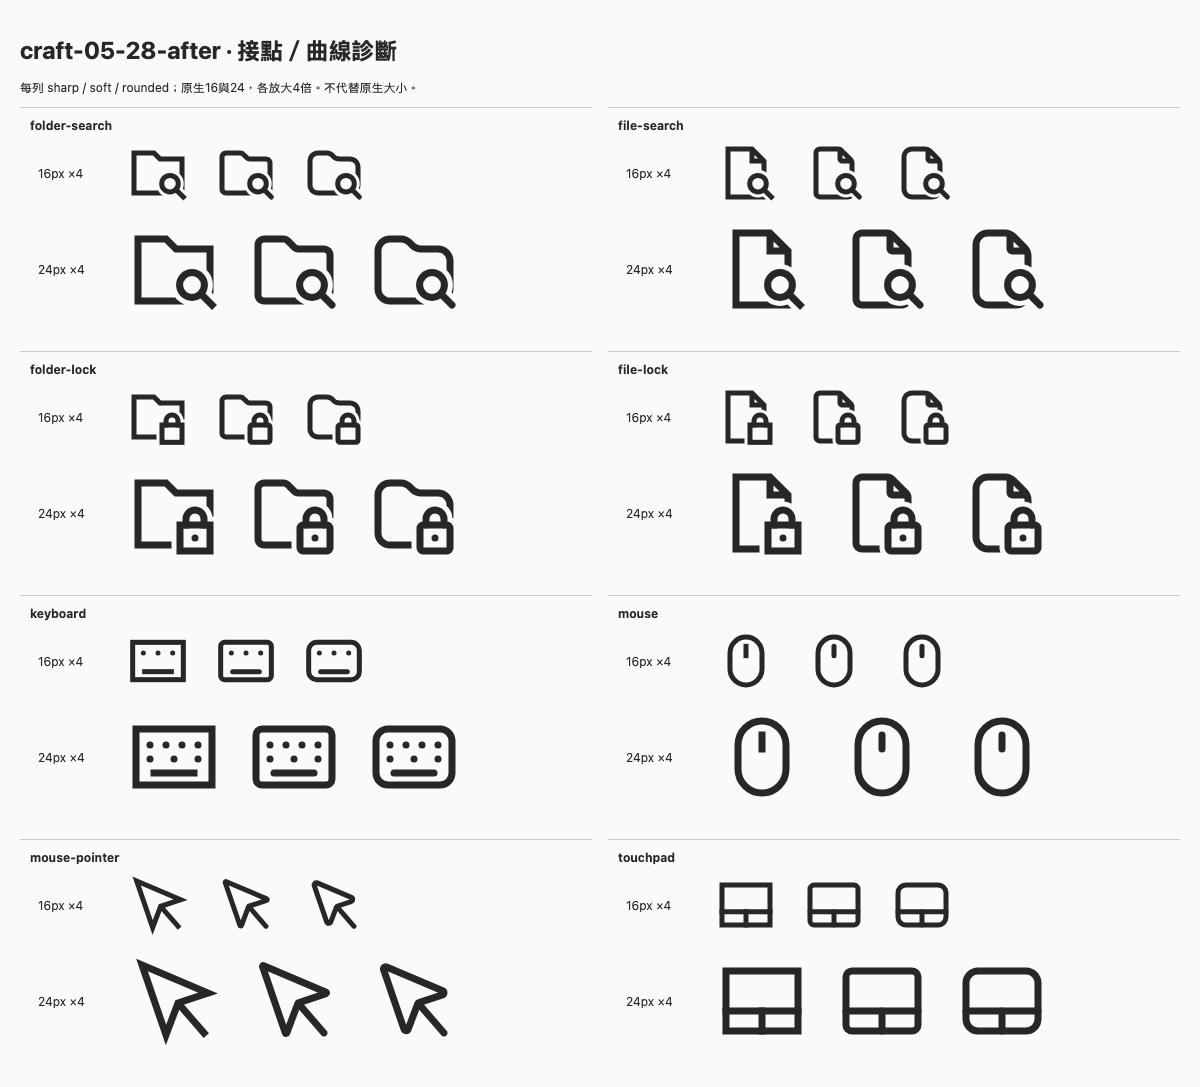 craft-05-28-after · 接點 / 曲線診斷
每列 sharp / soft / rounded；原生16與24，各放大4倍。不代替原生大小。
folder-search
16px ×4
24px ×4
file-search
16px ×4
24px ×4
folder-lock
16px ×4
24px ×4
file-lock
16px ×4
24px ×4
keyboard
16px ×4
24px ×4
mouse
16px ×4
24px ×4
mouse-pointer
16px ×4
24px ×4
touchpad
16px ×4
24px ×4